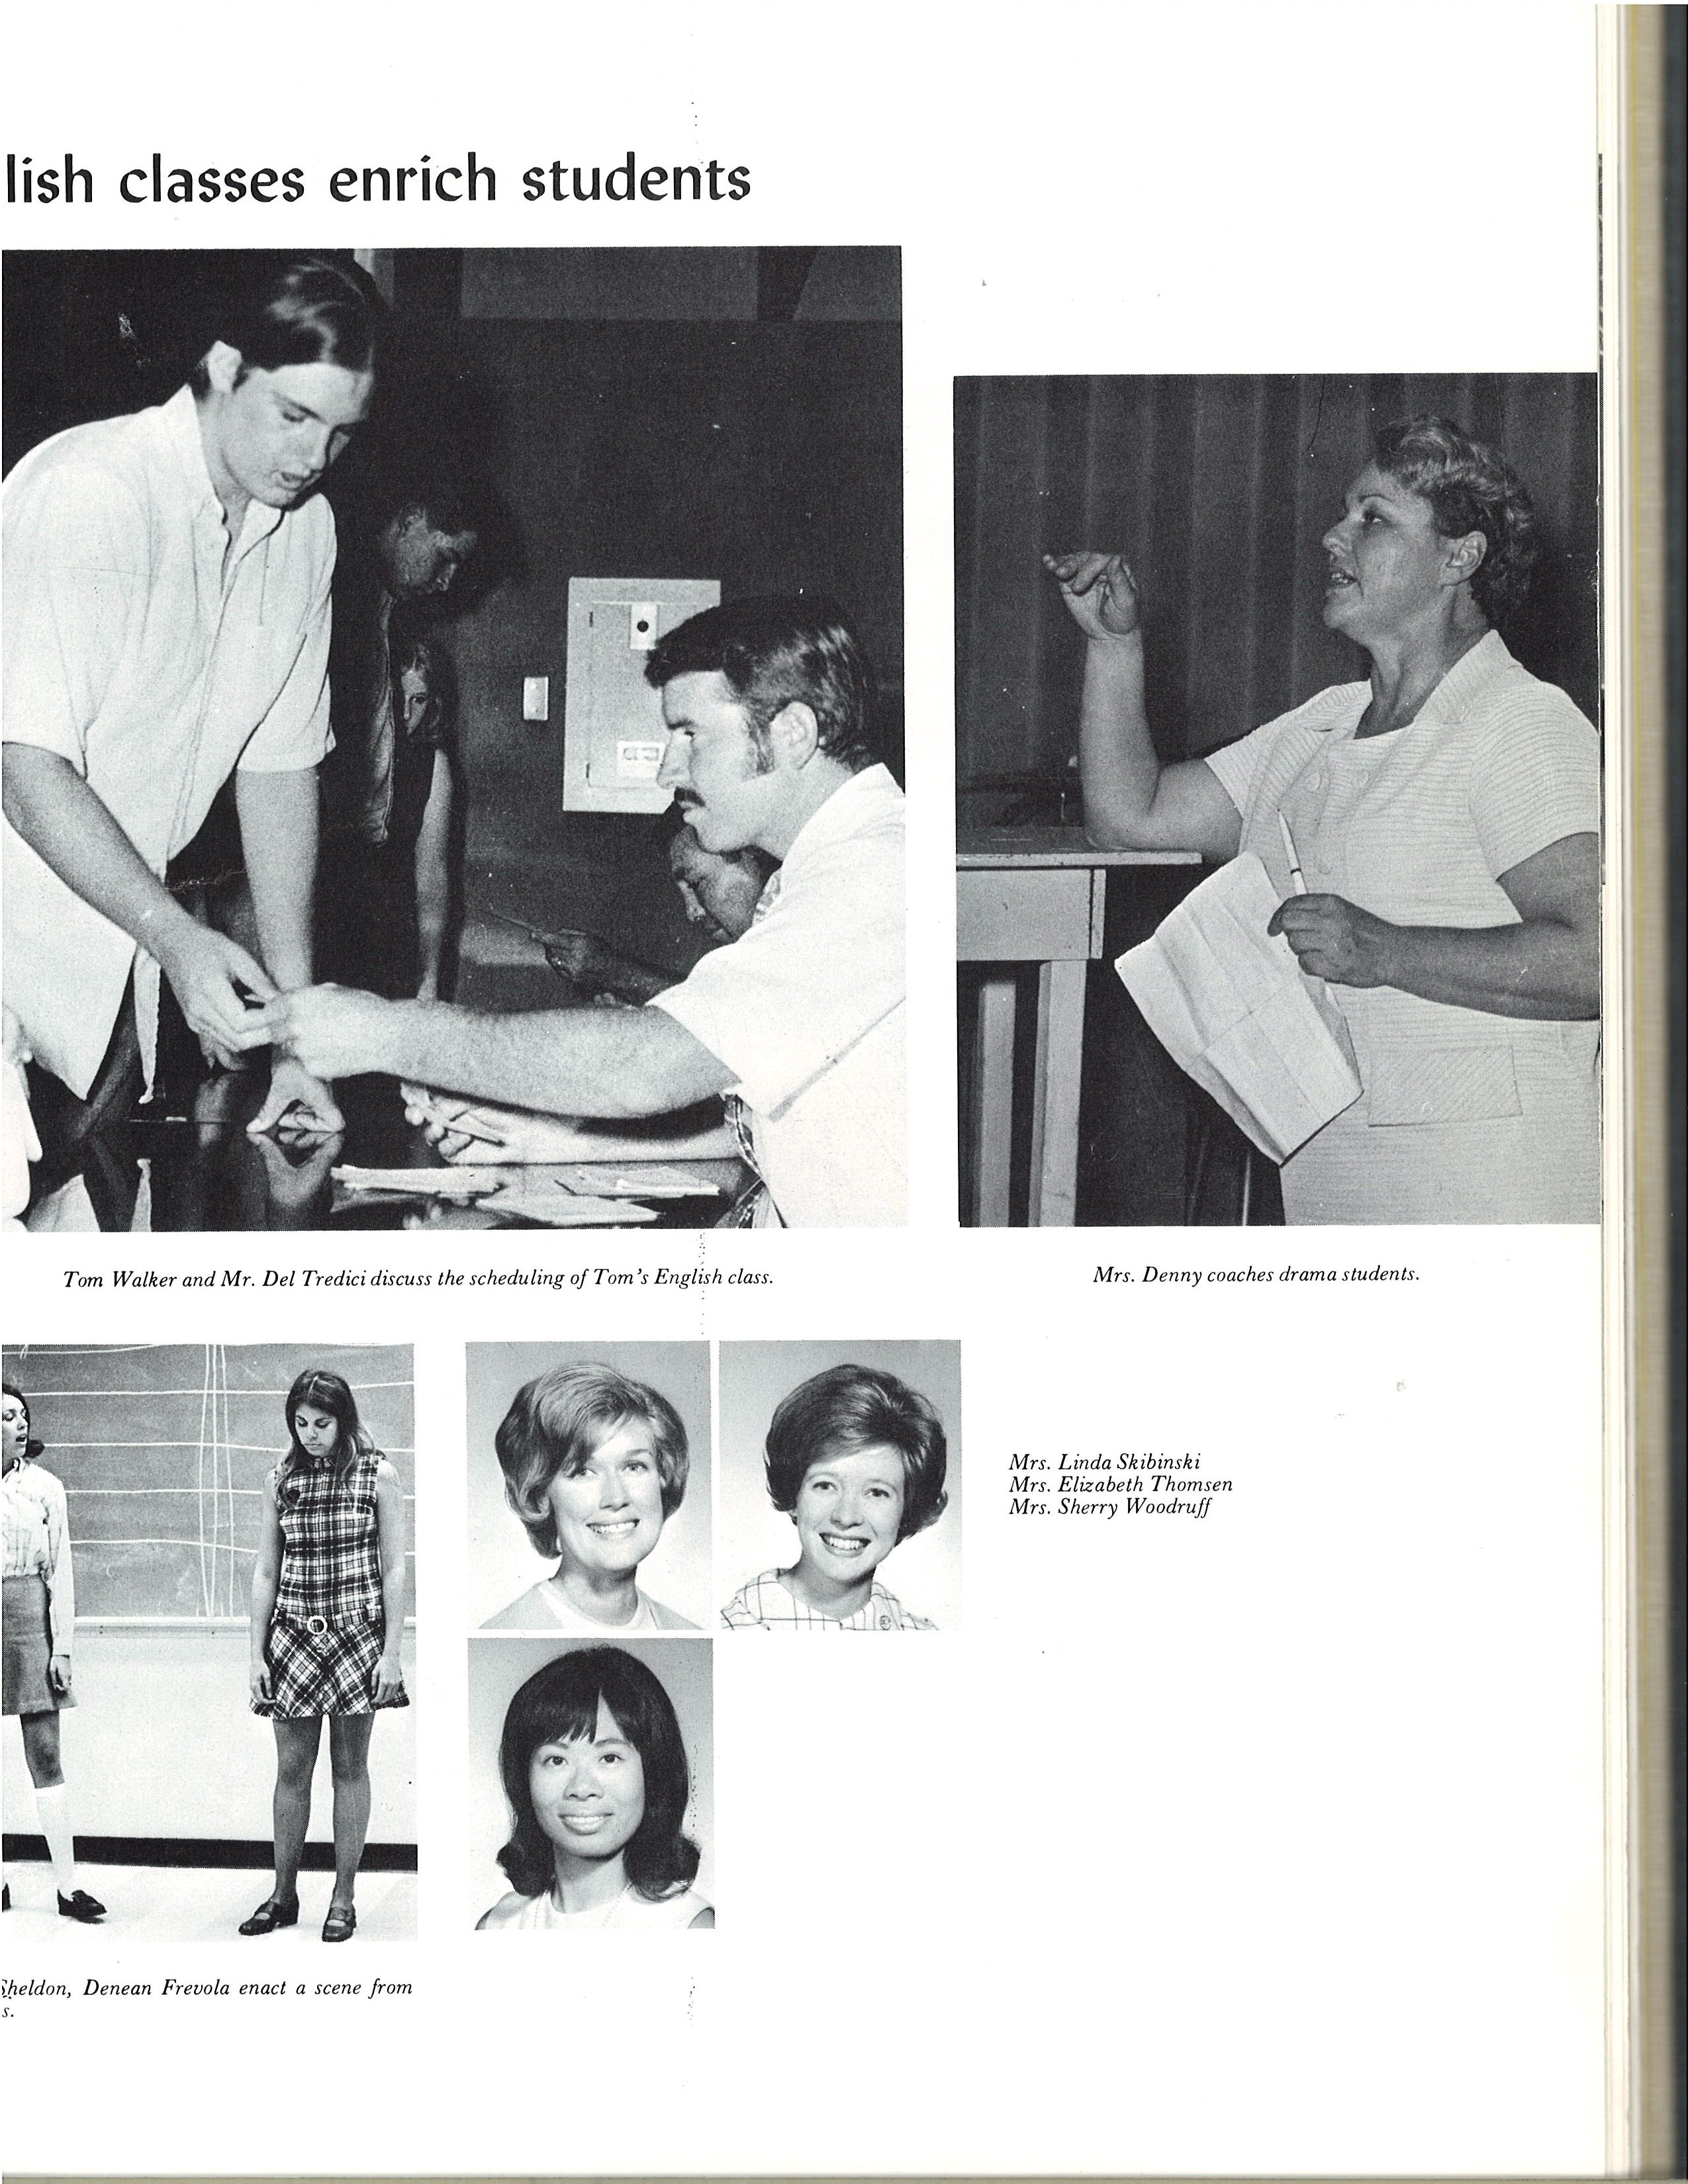 lish classes enrich students
Tom Walker and Mr. Del Tredici discuss the scheduling of Tom's English class.
Mrs. Denny coaches drama students.
Mrs. Linda Skibinski
Mrs. Elizabeth Thomsen
Mrs. Sherry Woodruff
Sheldon, Denean Frevola enact a scene from
s.